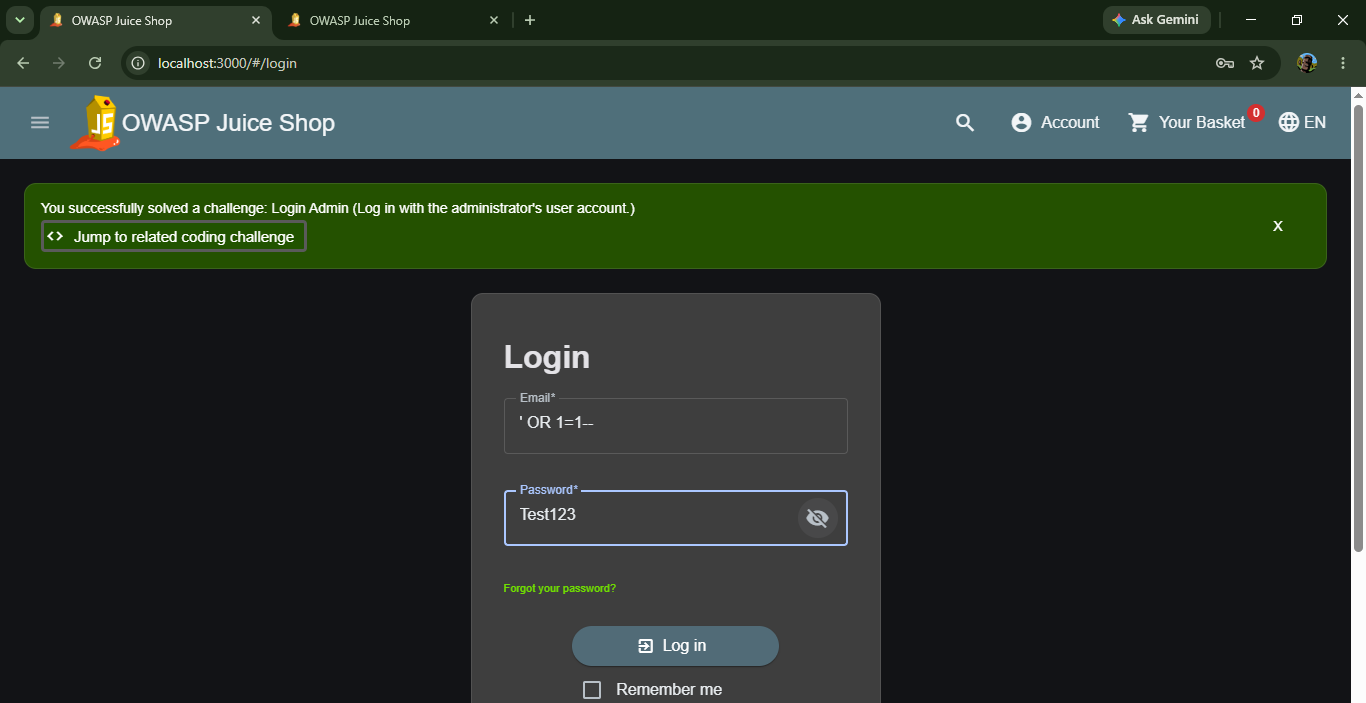 OWASP Juice Shop
OWASP Juice Shop
Ask Gemini
localhost:3000/#/login
JS
OWASP Juice Shop
Account
Your Basket
0
EN
You successfully solved a challenge: Login Admin (Log in with the administrator's user account.)
<> Jump to related coding challenge
X
Login
Email*
' OR 1=1--
Password*
Test123
Forgot your password?
Log in
Remember me